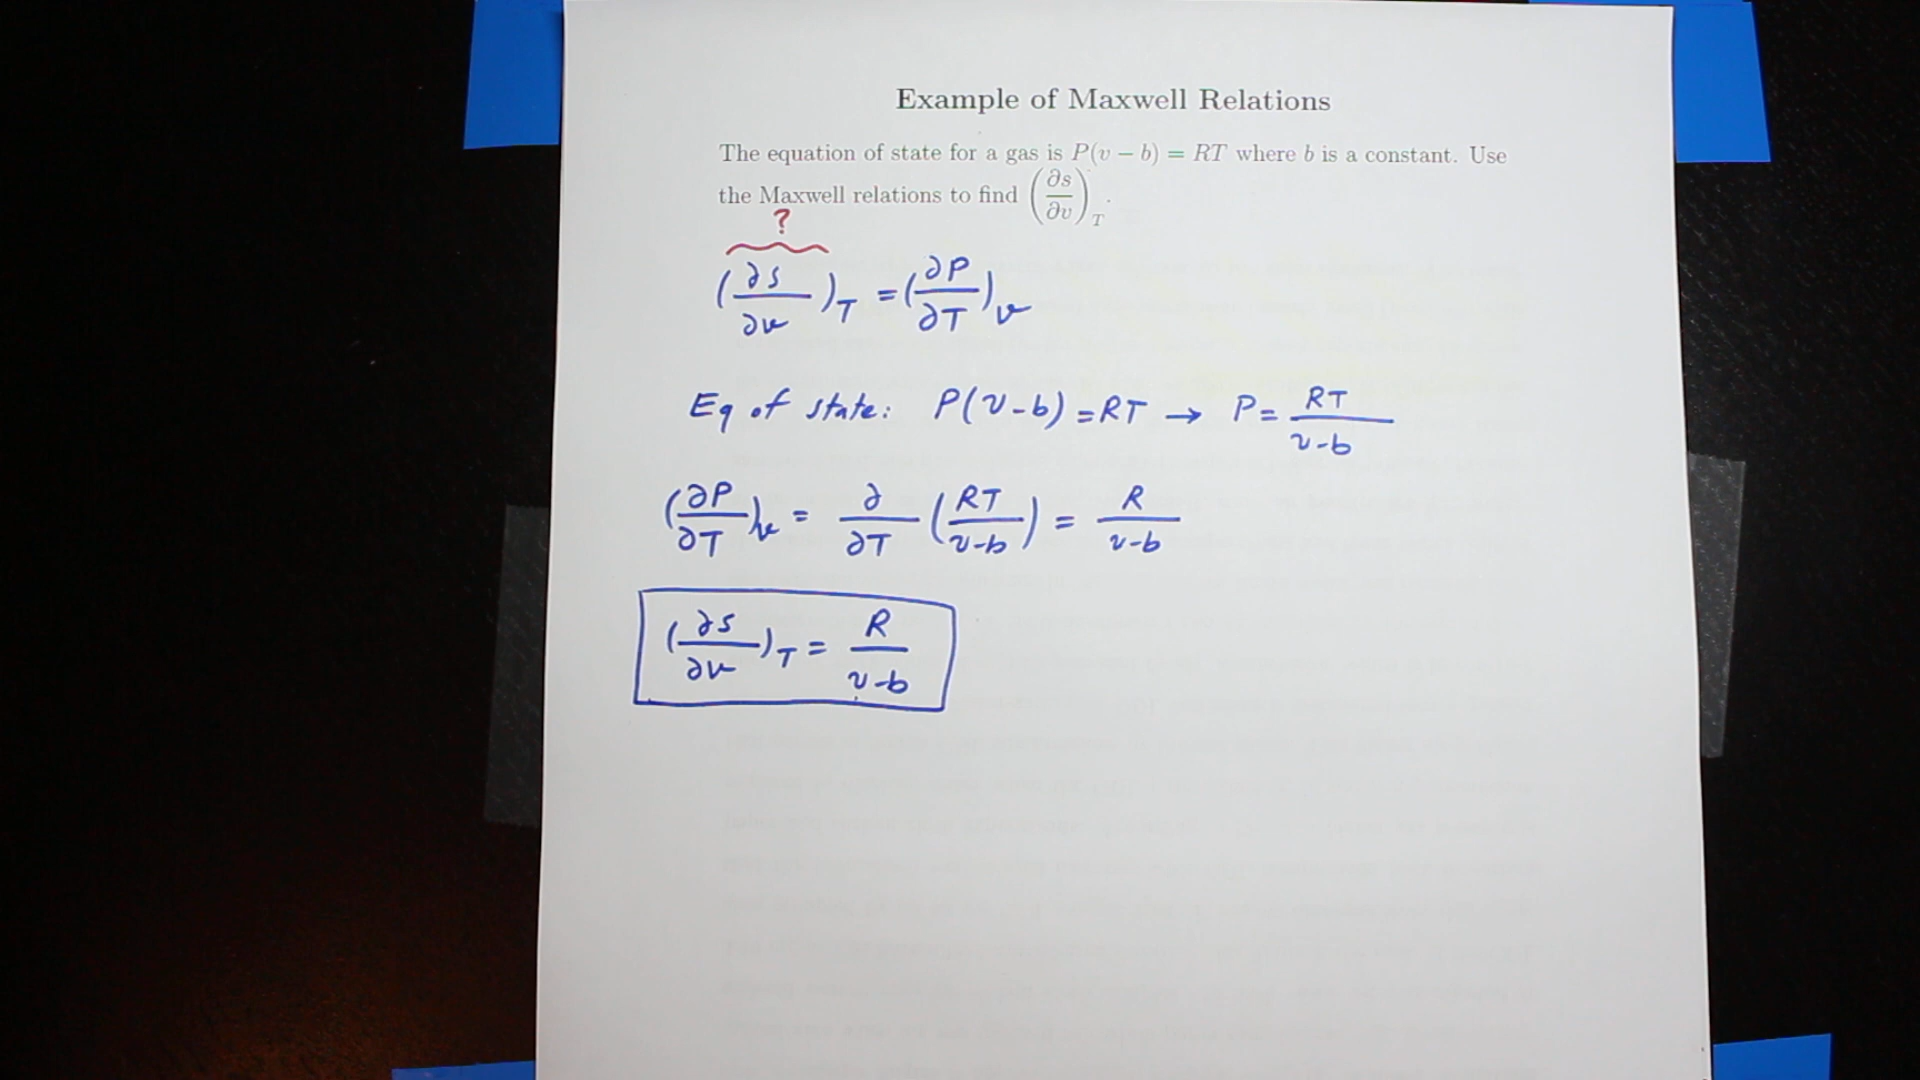 Example of Maxwell Relations
The equation of state for a gas is P(v − b) = RT where b is a constant. Use
the Maxwell relations to find (∂s/∂v)_T.
?
(∂s/∂v)_T = (∂P/∂T)_v
Eq of state: P(v-b) = RT → P = RT/(v-b)
(∂P/∂T)_v = ∂/∂T (RT/(v-b)) = R/(v-b)
(∂s/∂v)_T = R/(v-b)